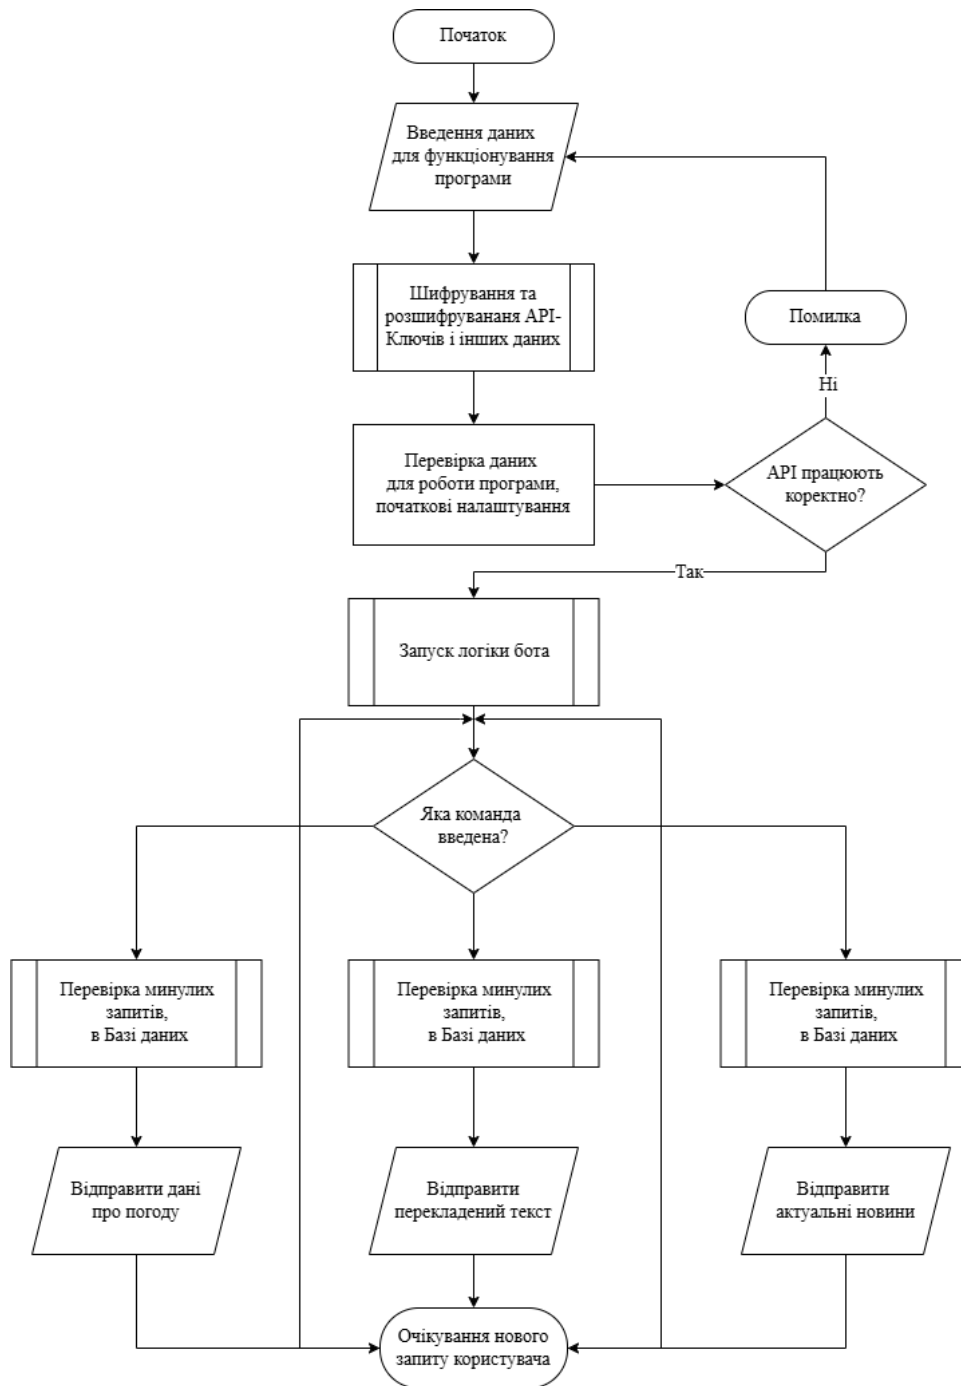 Початок
Введення даних
для функціонування
програми
Шифрування та
розшифруваната АРІ-
Ключів і інших даних
Помилка
Ні
Перевірка даних
для роботи програми,
початкові налаштування
АРІ працюють
коректно?
Так
Запуск логіки бота
Яка команда
введена?
Перевірка минулих
запитів,
в Базі даних
Перевірка минулих
запитів,
в Базі даних
Перевірка минулих
запитів,
в Базі даних
Відправити дані
про погоду
Відправити
перекладений текст
Відправити
актуальні новини
Очікування нового
запиту користувача